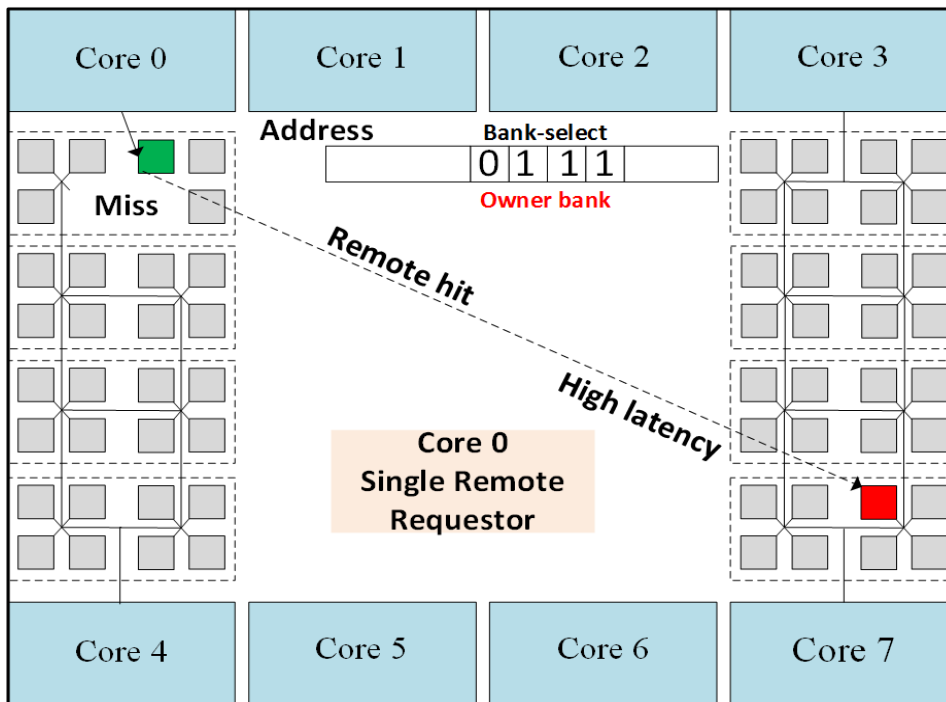 Core 0
Core 1
Core 2
Core 3
Address
Bank-select
0 1 1 1
Owner bank
Miss
Remote hit
High latency
Core 0
Single Remote
Requestor
Core 4
Core 5
Core 6
Core 7